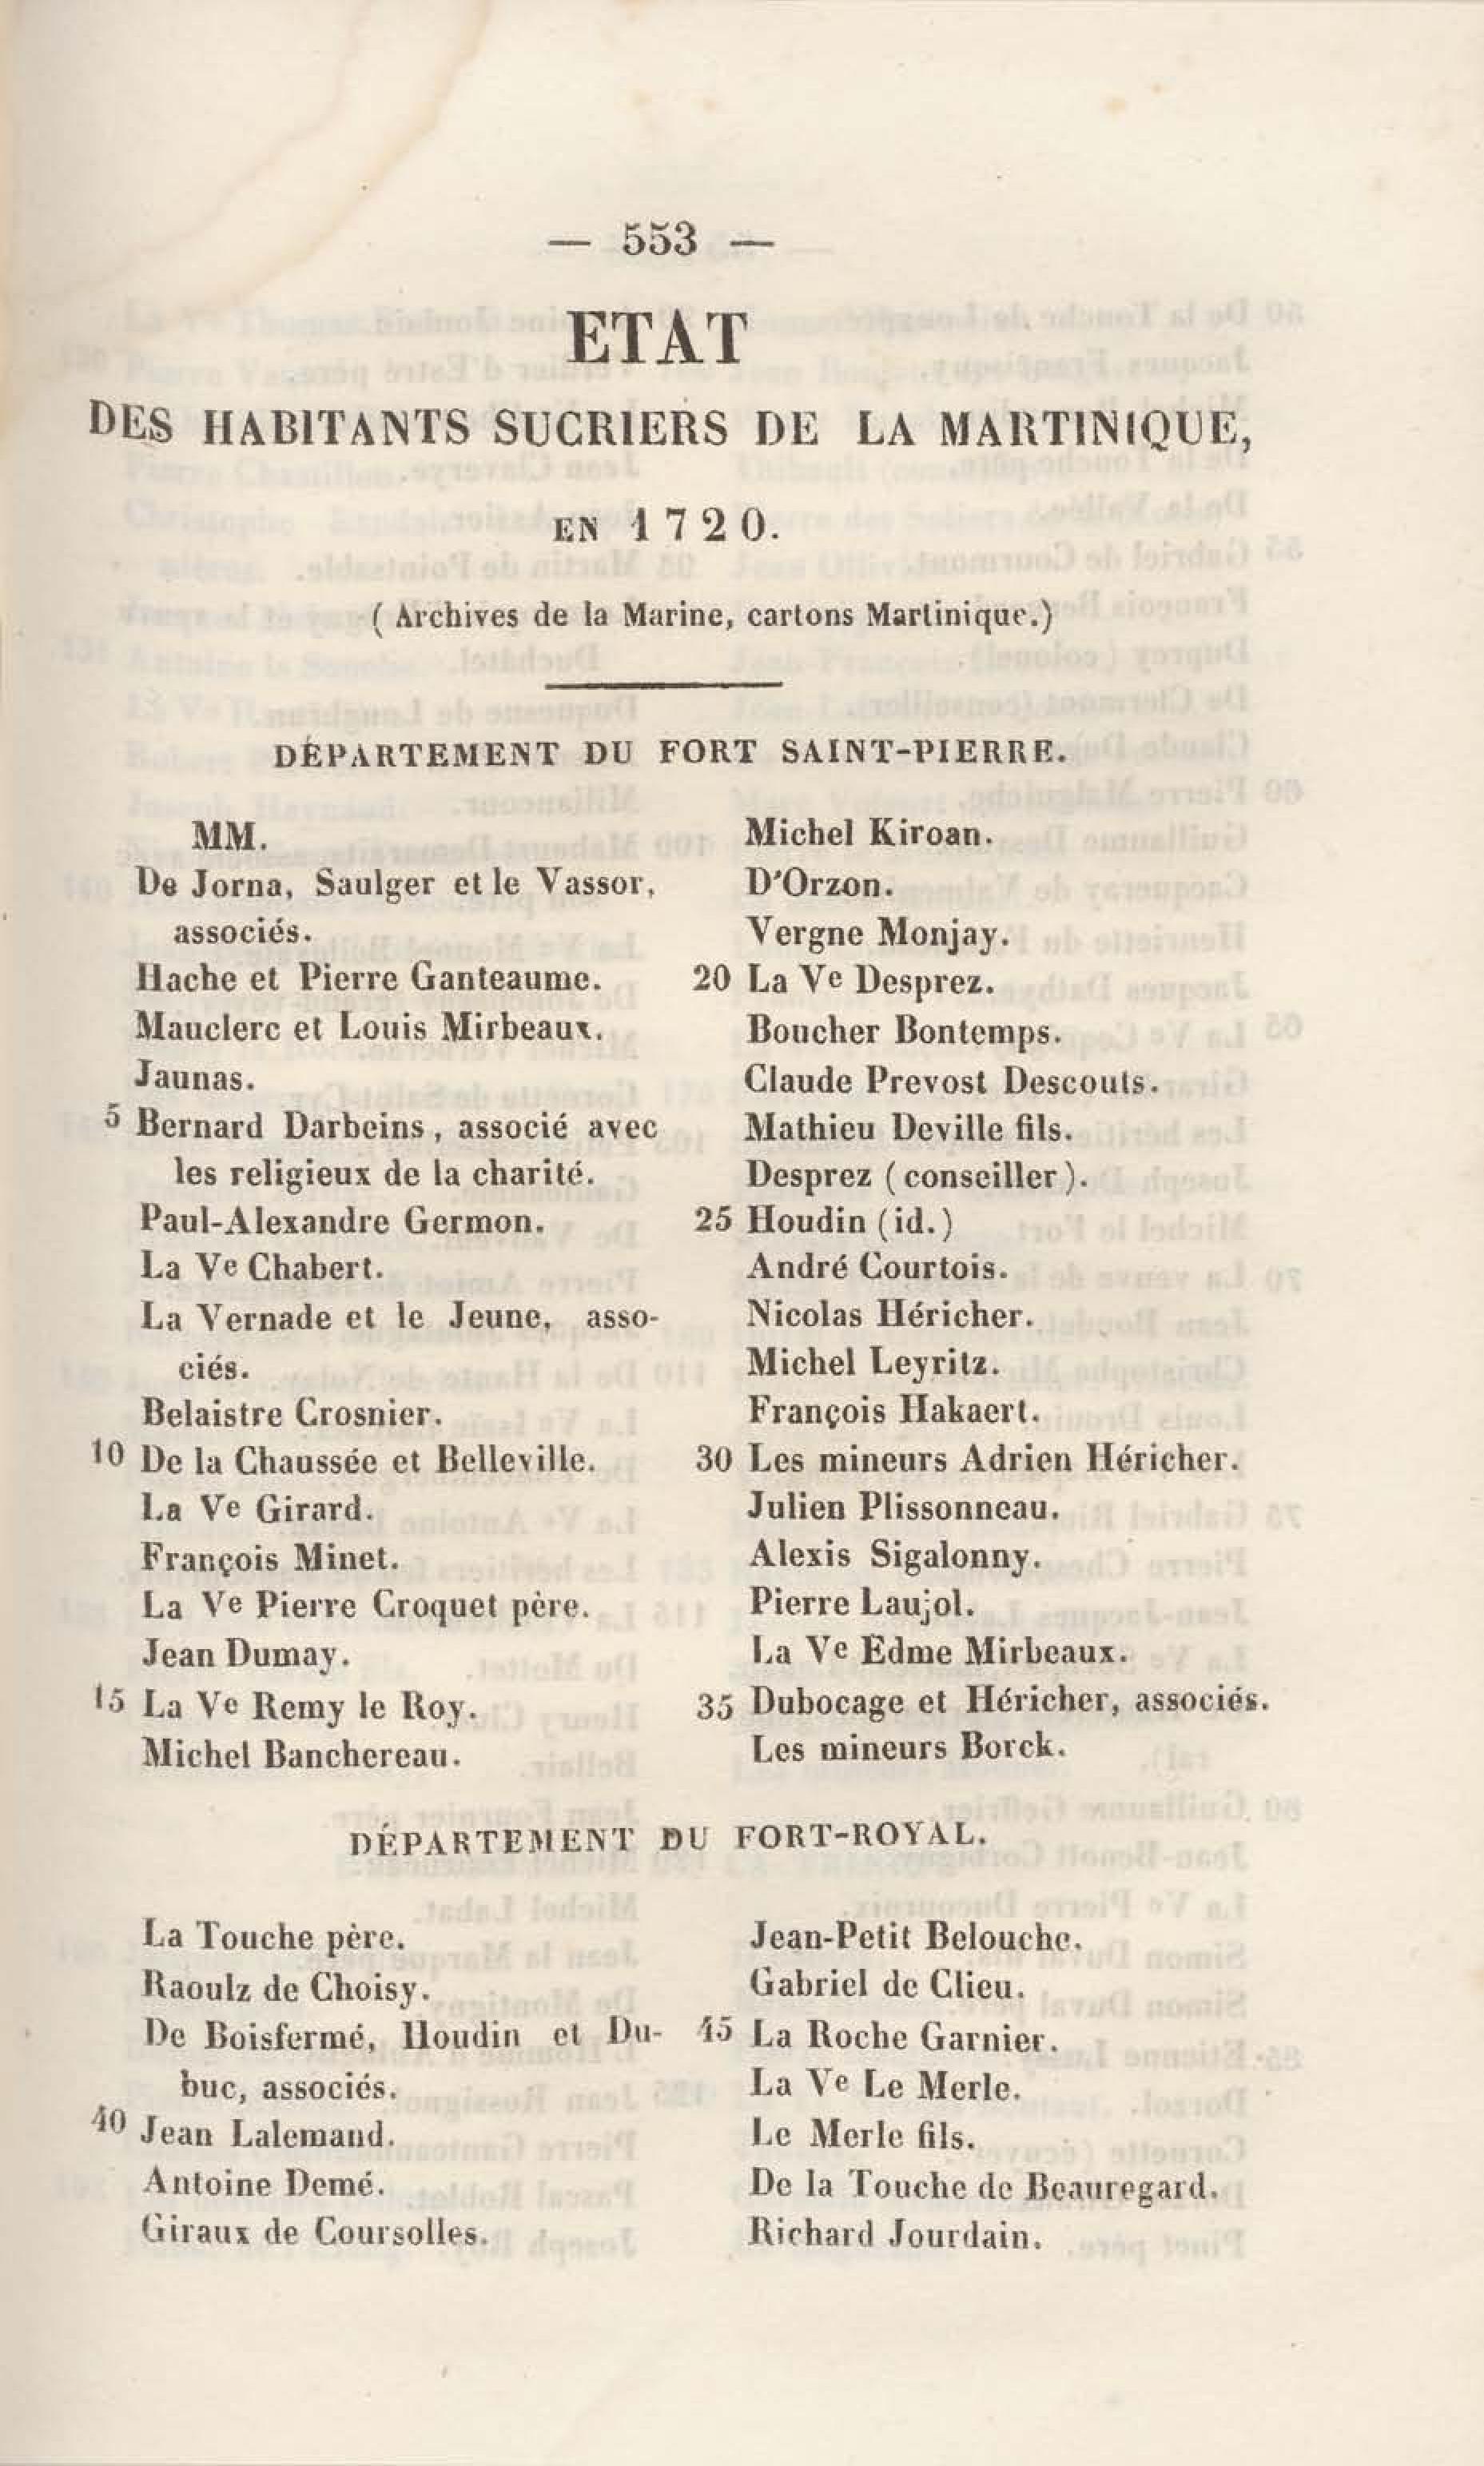 — 553 —
ETAT
DES HABITANTS SUCRIERS DE LA MARTINIQUE,
EN 1720.
( Archives de la Marine, cartons Martinique.)
DÉPARTEMENT DU FORT SAINT-PIERRE.
MM.
De Jorna, Saulger et le Vassor,
associés.
Hache et Pierre Ganteaume.
Mauclerc et Louis Mirbeaux.
Jaunas.
5 Bernard Darbeins, associé avec
les religieux de la charité.
Paul-Alexandre Germon.
La Ve Chabert.
La Vernade et le Jeune, asso-
ciés.
Belaistre Crosnier.
10 De la Chaussée et Belleville.
La Ve Girard.
François Minet.
La Ve Pierre Croquet père.
Jean Dumay.
15 La Ve Remy le Roy.
Michel Banchereau.
Michel Kiroan.
D'Orzon.
Vergne Monjay.
20 La Ve Desprez.
Boucher Bontemps.
Claude Prevost Descouts.
Mathieu Deville fils.
Desprez (conseiller).
25 Houdin (id.)
André Courtois.
Nicolas Héricher.
Michel Leyritz.
François Hakaert.
30 Les mineurs Adrien Héricher.
Julien Plissonneau.
Alexis Sigalonny.
Pierre Laujol.
La Ve Edme Mirbeaux.
35 Dubocage et Héricher, associés.
Les mineurs Borck.
DÉPARTEMENT DU FORT-ROYAL.
La Touche père.
Raoulz de Choisy.
De Boisfermé, Houdin et Du-
buc, associés.
40 Jean Lalemand.
Antoine Demé.
Giraux de Coursolles.
Jean-Petit Belouche.
Gabriel de Clieu.
45 La Roche Garnier.
La Ve Le Merle.
Le Merle fils.
De la Touche de Beauregard.
Richard Jourdain.